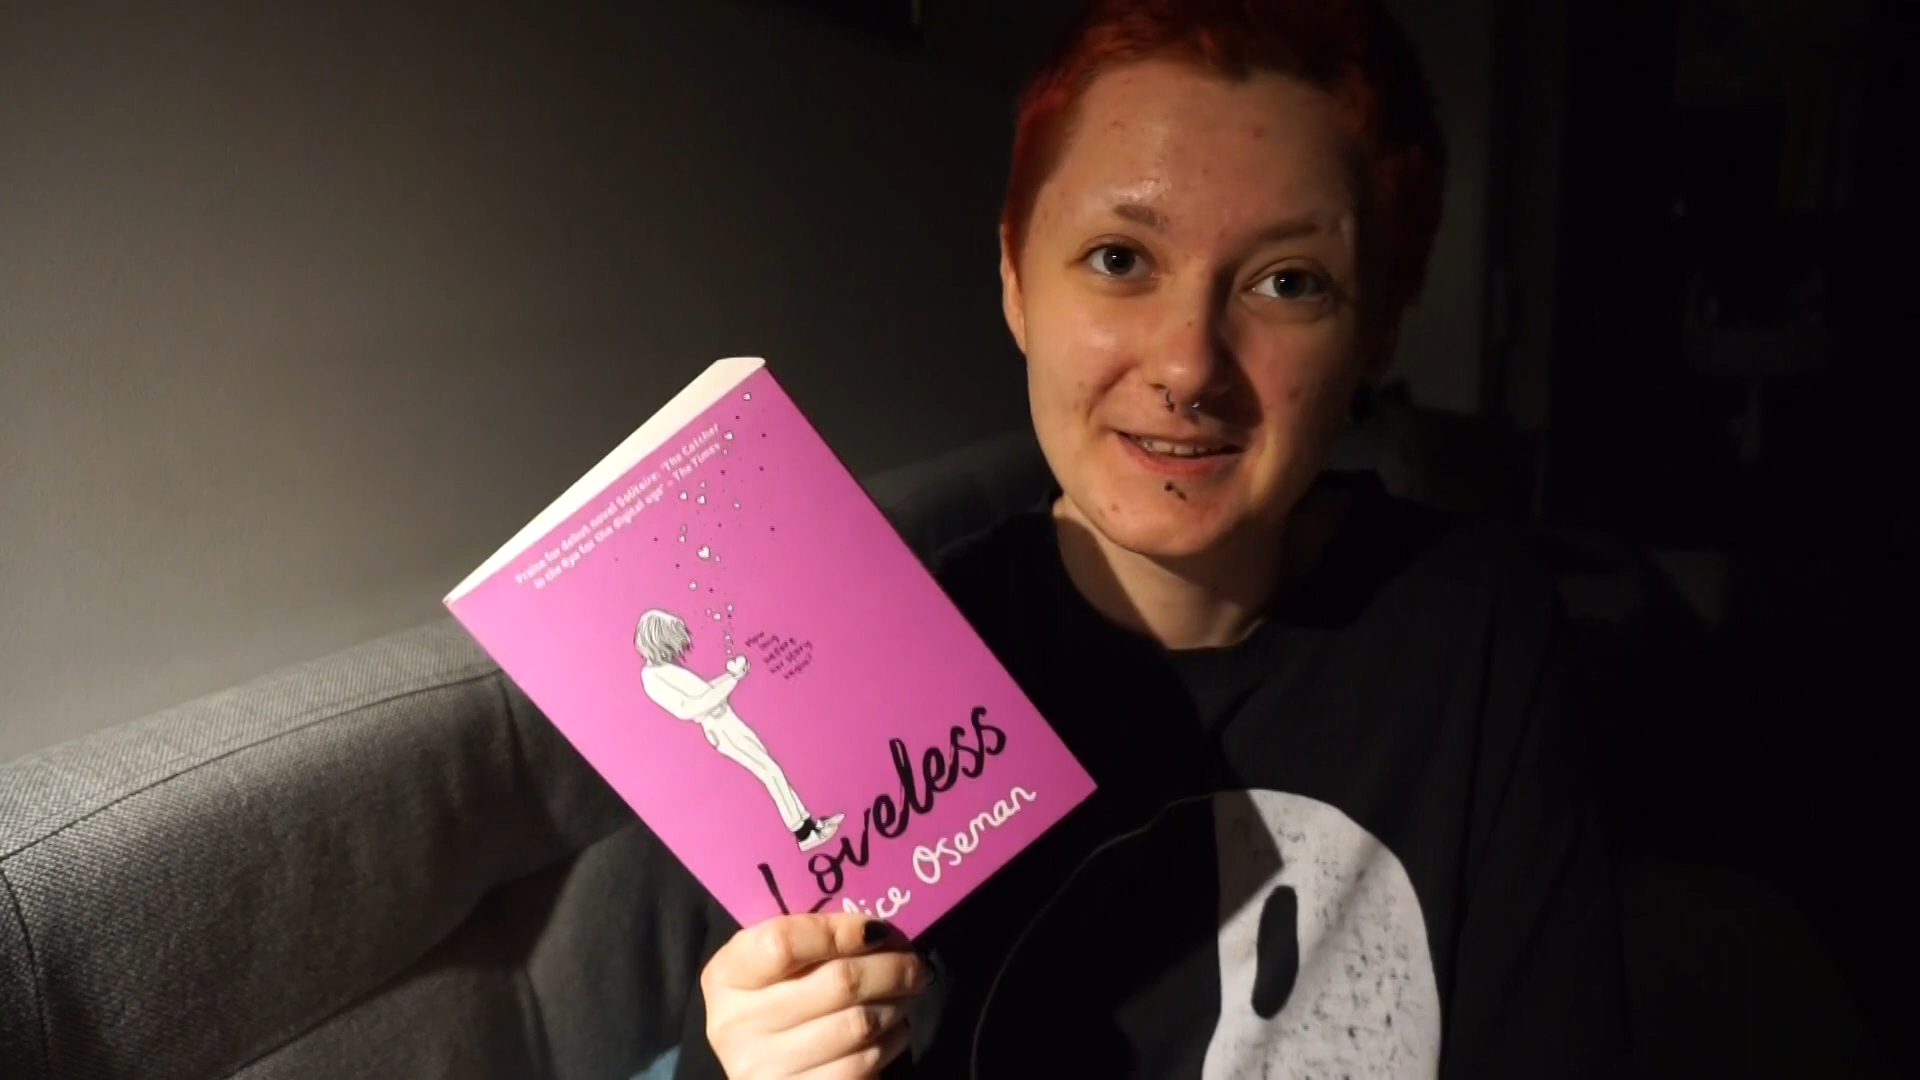 Praise for debut novel Solitaire: 'The Catcher
in the Rye for the digital age' – The Times
How
long
before
her story
begins?
Loveless
lice Oseman